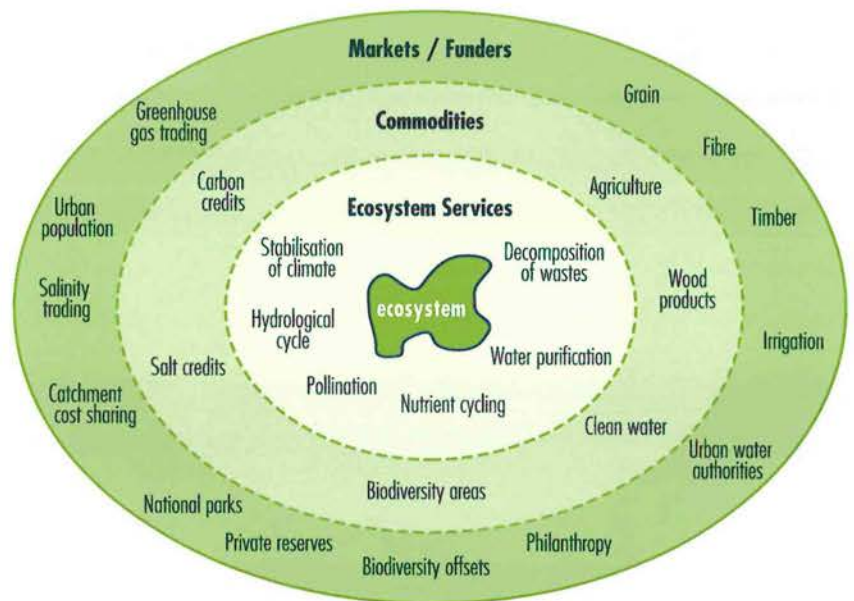 Markets / Funders
Greenhouse
gas trading
Grain
Fibre
Timber
Irrigation
Urban water
authorities
Philanthropy
Biodiversity offsets
Private reserves
National parks
Catchment
cost sharing
Salinity
trading
Urban
population
Commodities
Carbon
credits
Agriculture
Wood
products
Clean water
Biodiversity areas
Salt credits
Ecosystem Services
Stabilisation
of climate
Decomposition
of wastes
Hydrological
cycle
ecosystem
Water purification
Pollination
Nutrient cycling